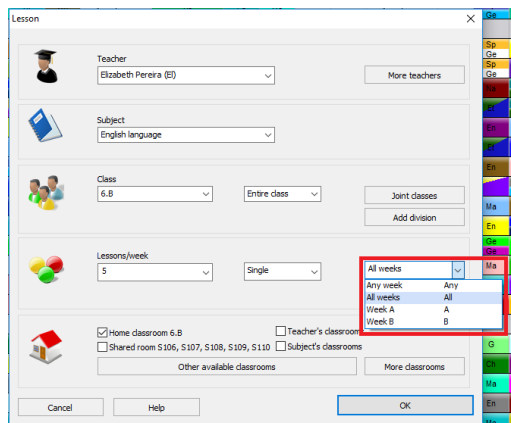 Lesson
Teacher
Elizabeth Pereira (El)
More teachers
Subject
English language
Class
6.B
Entire class
Joint classes
Add division
Lessons/week
5
Single
All weeks
Any week Any
All weeks All
Week A A
Week B B
Home classroom 6.B
Teacher's classroom
Shared room S106, S107, S108, S109, S110
Subject's classrooms
Other available classrooms
More classrooms
Cancel
Help
OK
Ge
Sp
Ge
Sp
Ge
En
En
Ma
En
Ge
Ge
Ma
G
Ch
Ma
En